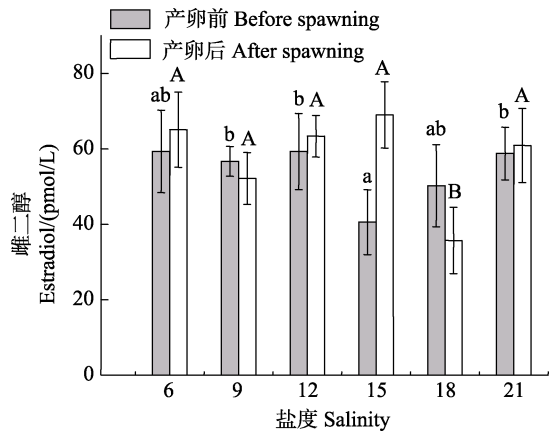 产卵前 Before spawning
产卵后 After spawning
80
60
40
20
0
雌二醇
Estradiol/(pmol/L)
ab A
b A
b A
a A
ab B
b A
6 9 12 15 18 21
盐度 Salinity